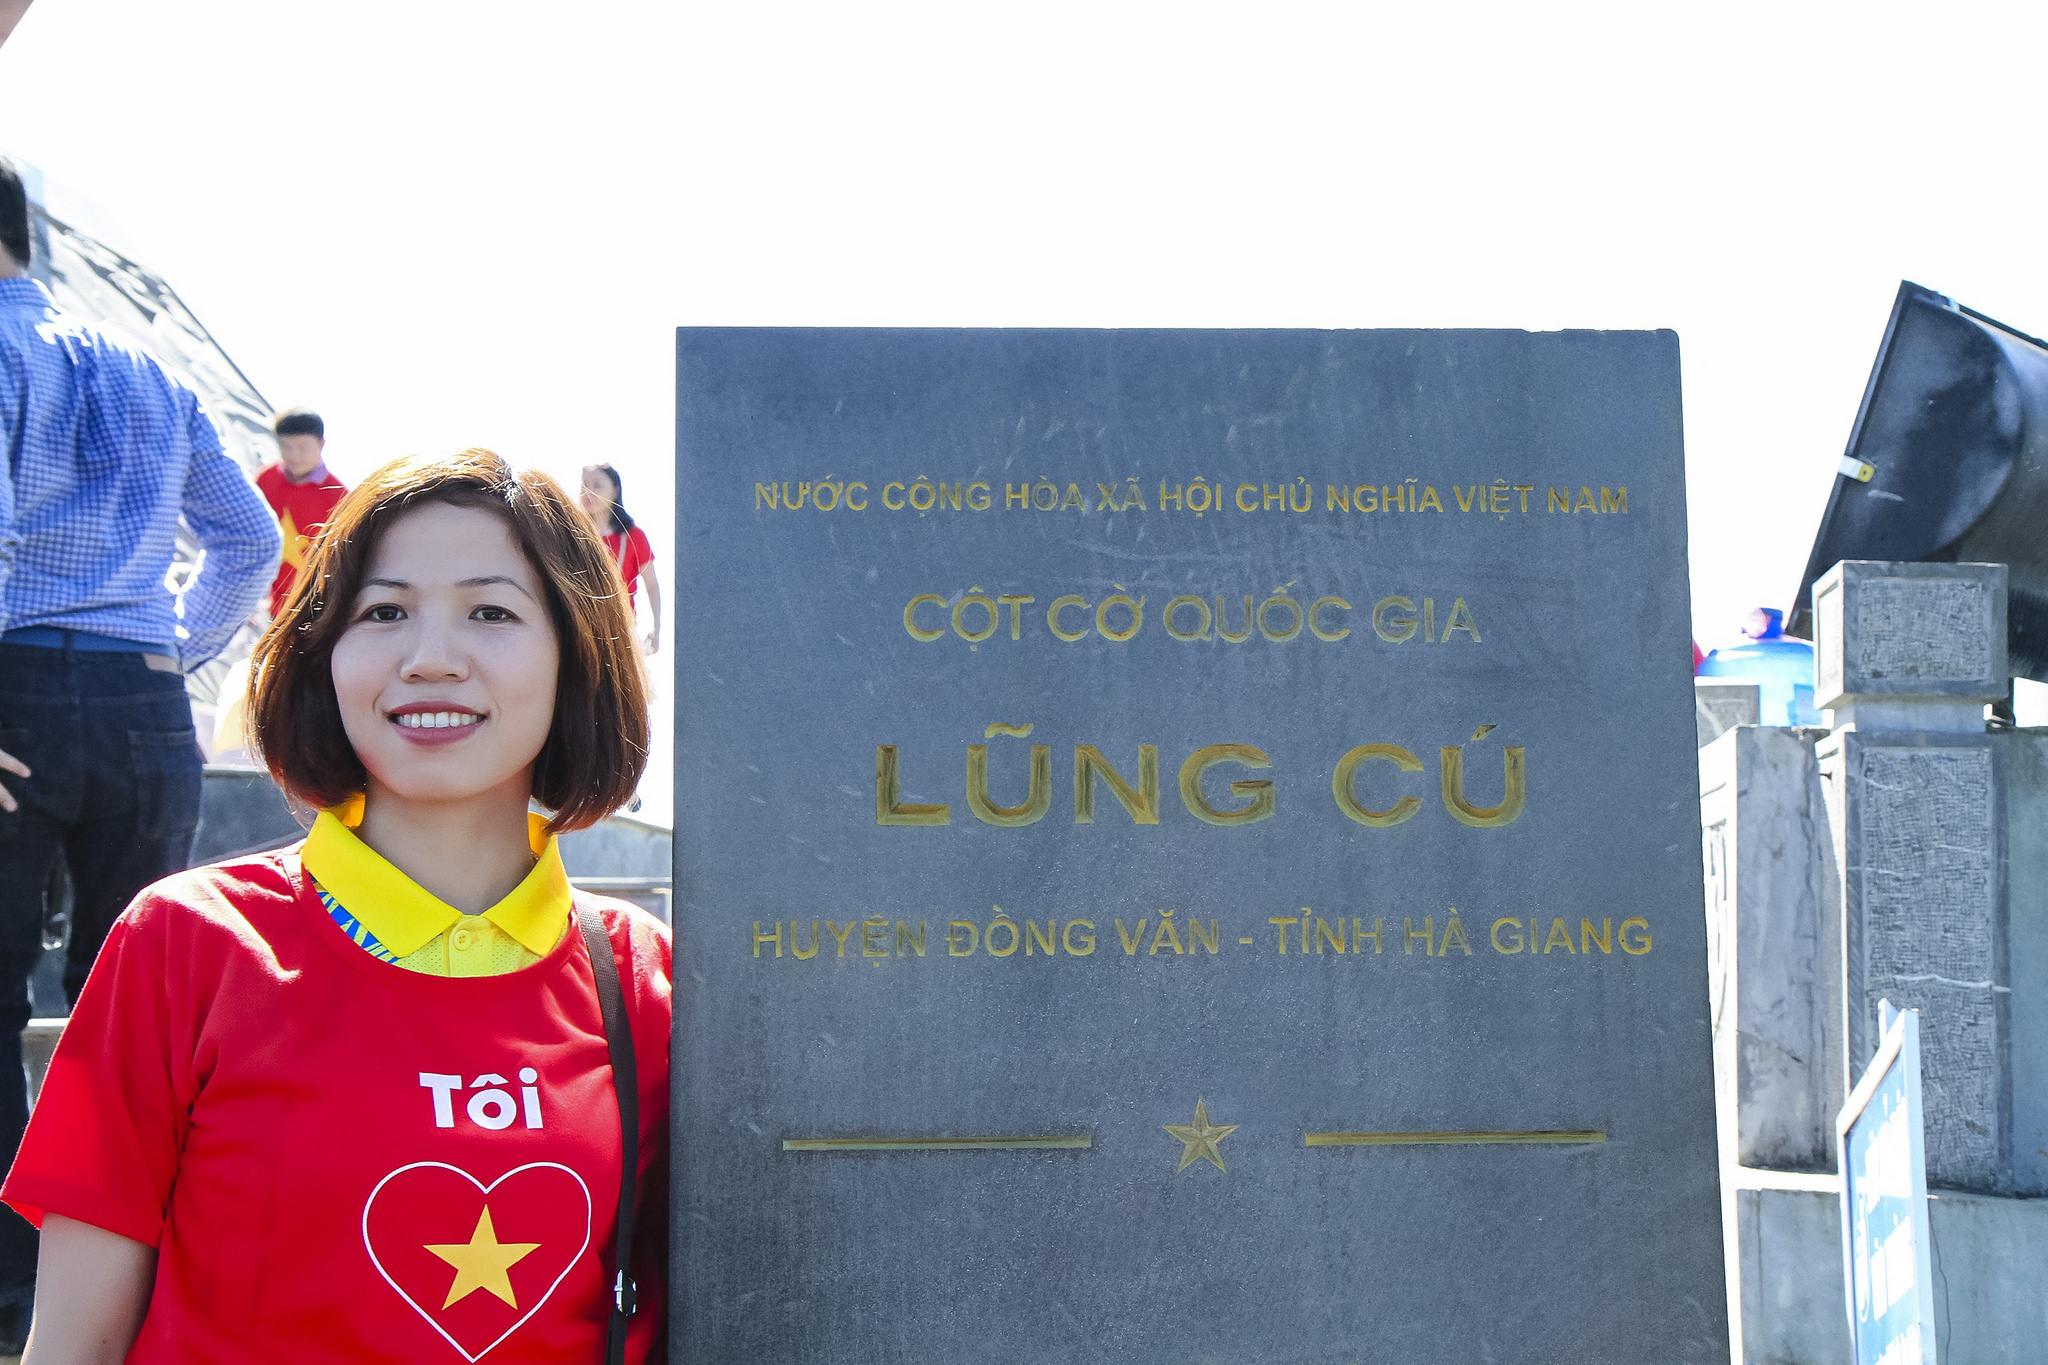 NƯỚC CỘNG HÒA XÃ HỘI CHỦ NGHĨA VIỆT NAM
CỘT CỜ QUỐC GIA
LŨNG CÚ
HUYỆN ĐỒNG VĂN - TỈNH HÀ GIANG
Tôi